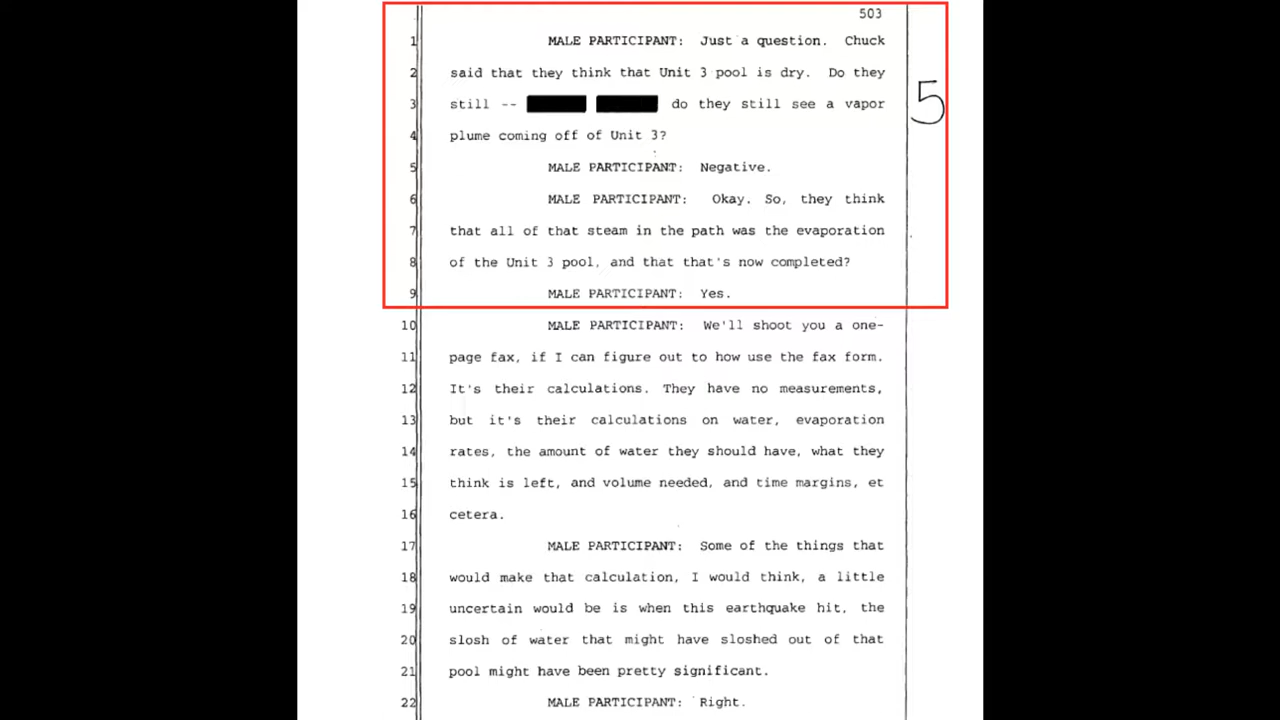 503
1 MALE PARTICIPANT: Just a question. Chuck
2 said that they think that Unit 3 pool is dry. Do they
3 still -- do they still see a vapor
5
4 plume coming off of Unit 3?
5 MALE PARTICIPANT: Negative.
6 MALE PARTICIPANT: Okay. So, they think
7 that all of that steam in the path was the evaporation
8 of the Unit 3 pool, and that that's now completed?
9 MALE PARTICIPANT: Yes.
10 MALE PARTICIPANT: We'll shoot you a one-
11 page fax, if I can figure out to how use the fax form.
12 It's their calculations. They have no measurements,
13 but it's their calculations on water, evaporation
14 rates, the amount of water they should have, what they
15 think is left, and volume needed, and time margins, et
16 cetera.
17 MALE PARTICIPANT: Some of the things that
18 would make that calculation, I would think, a little
19 uncertain would be is when this earthquake hit, the
20 slosh of water that might have sloshed out of that
21 pool might have been pretty significant.
22 MALE PARTICIPANT: Right.